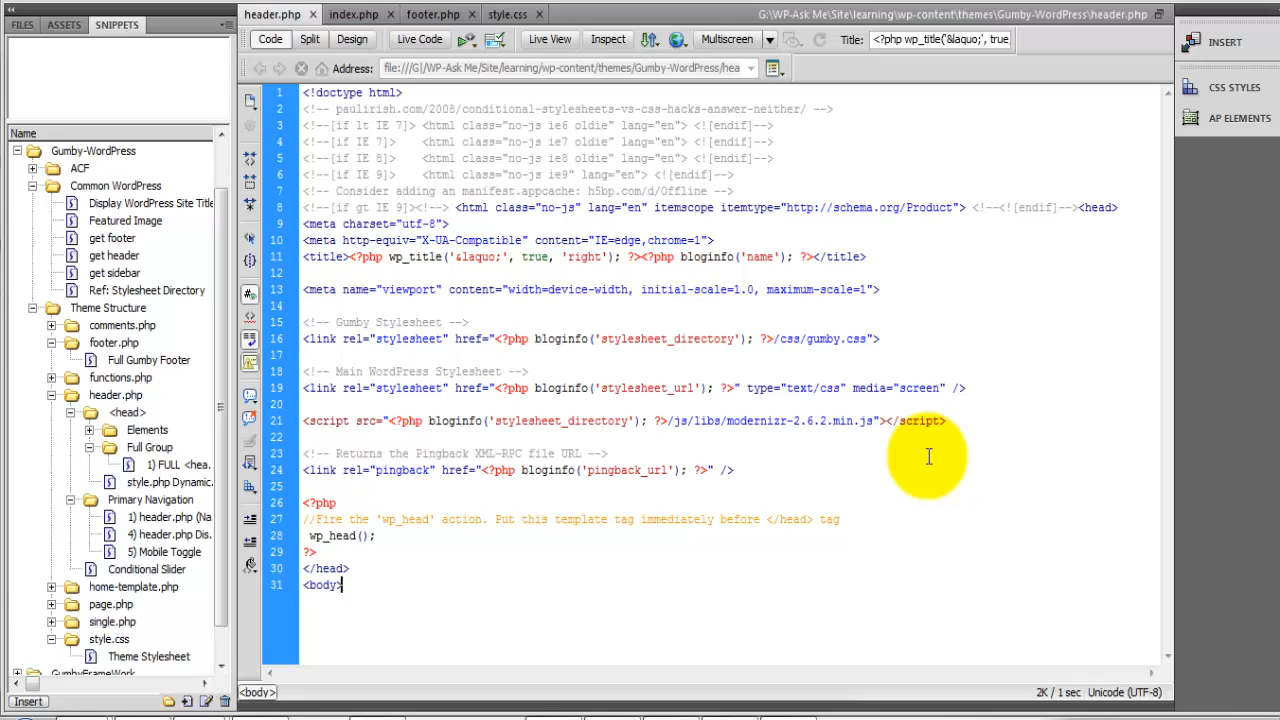 FILES ASSETS SNIPPETS
header.php index.php footer.php style.css G:\WP-Ask Me\Site\learning\wp-content\themes\Gumby-WordPress\header.php
Code Split Design Live Code Live View Inspect Multiscreen Title: <?php wp_title('&laquo;', true
Address: file:///G|/WP-Ask Me/Site/learning/wp-content/themes/Gumby-WordPress/hea
INSERT
CSS STYLES
AP ELEMENTS
Name
Gumby-WordPress
ACF
Common WordPress
Display WordPress Site Title
Featured Image
get footer
get header
get sidebar
Ref: Stylesheet Directory
Theme Structure
comments.php
footer.php
Full Gumby Footer
functions.php
header.php
<head>
Elements
Full Group
1) FULL <hea.
style.php Dynamic.
Primary Navigation
1) header.php (Na
4) header.php Dis.
5) Mobile Toggle
Conditional Slider
home-template.php
page.php
single.php
style.css
Theme Stylesheet
GumbyFrameWork
Insert
1 <!doctype html>
2 <!-- paulirish.com/2008/conditional-stylesheets-vs-css-hacks-answer-neither/ -->
3 <!--[if lt IE 7]> <html class="no-js ie6 oldie" lang="en"> <![endif]-->
4 <!--[if IE 7]>    <html class="no-js ie7 oldie" lang="en"> <![endif]-->
5 <!--[if IE 8]>    <html class="no-js ie8 oldie" lang="en"> <![endif]-->
6 <!--[if IE 9]>    <html class="no-js ie9" lang="en"> <![endif]-->
7 <!-- Consider adding an manifest.appcache: h5bp.com/d/Offline -->
8 <!--[if gt IE 9]><!--> <html class="no-js" lang="en" itemscope itemtype="http://schema.org/Product"> <!--<![endif]--><head>
9 <meta charset="utf-8">
10 <meta http-equiv="X-UA-Compatible" content="IE=edge,chrome=1">
11 <title><?php wp_title('&laquo;', true, 'right'); ?><?php bloginfo('name'); ?></title>
12
13 <meta name="viewport" content="width=device-width, initial-scale=1.0, maximum-scale=1">
14
15 <!-- Gumby Stylesheet -->
16 <link rel="stylesheet" href="<?php bloginfo('stylesheet_directory'); ?>/css/gumby.css">
17
18 <!-- Main WordPress Stylesheet -->
19 <link rel="stylesheet" href="<?php bloginfo('stylesheet_url'); ?>" type="text/css" media="screen" />
20
21 <script src="<?php bloginfo('stylesheet_directory'); ?>/js/libs/modernizr-2.6.2.min.js"></script>
22
23 <!-- Returns the Pingback XML-RPC file URL -->
24 <link rel="pingback" href="<?php bloginfo('pingback_url'); ?>" />
25
26 <?php
27 //Fire the 'wp_head' action. Put this template tag immediately before </head> tag
28 wp_head();
29 ?>
30 </head>
31 <body>
<body> 2K / 1 sec Unicode (UTF-8)